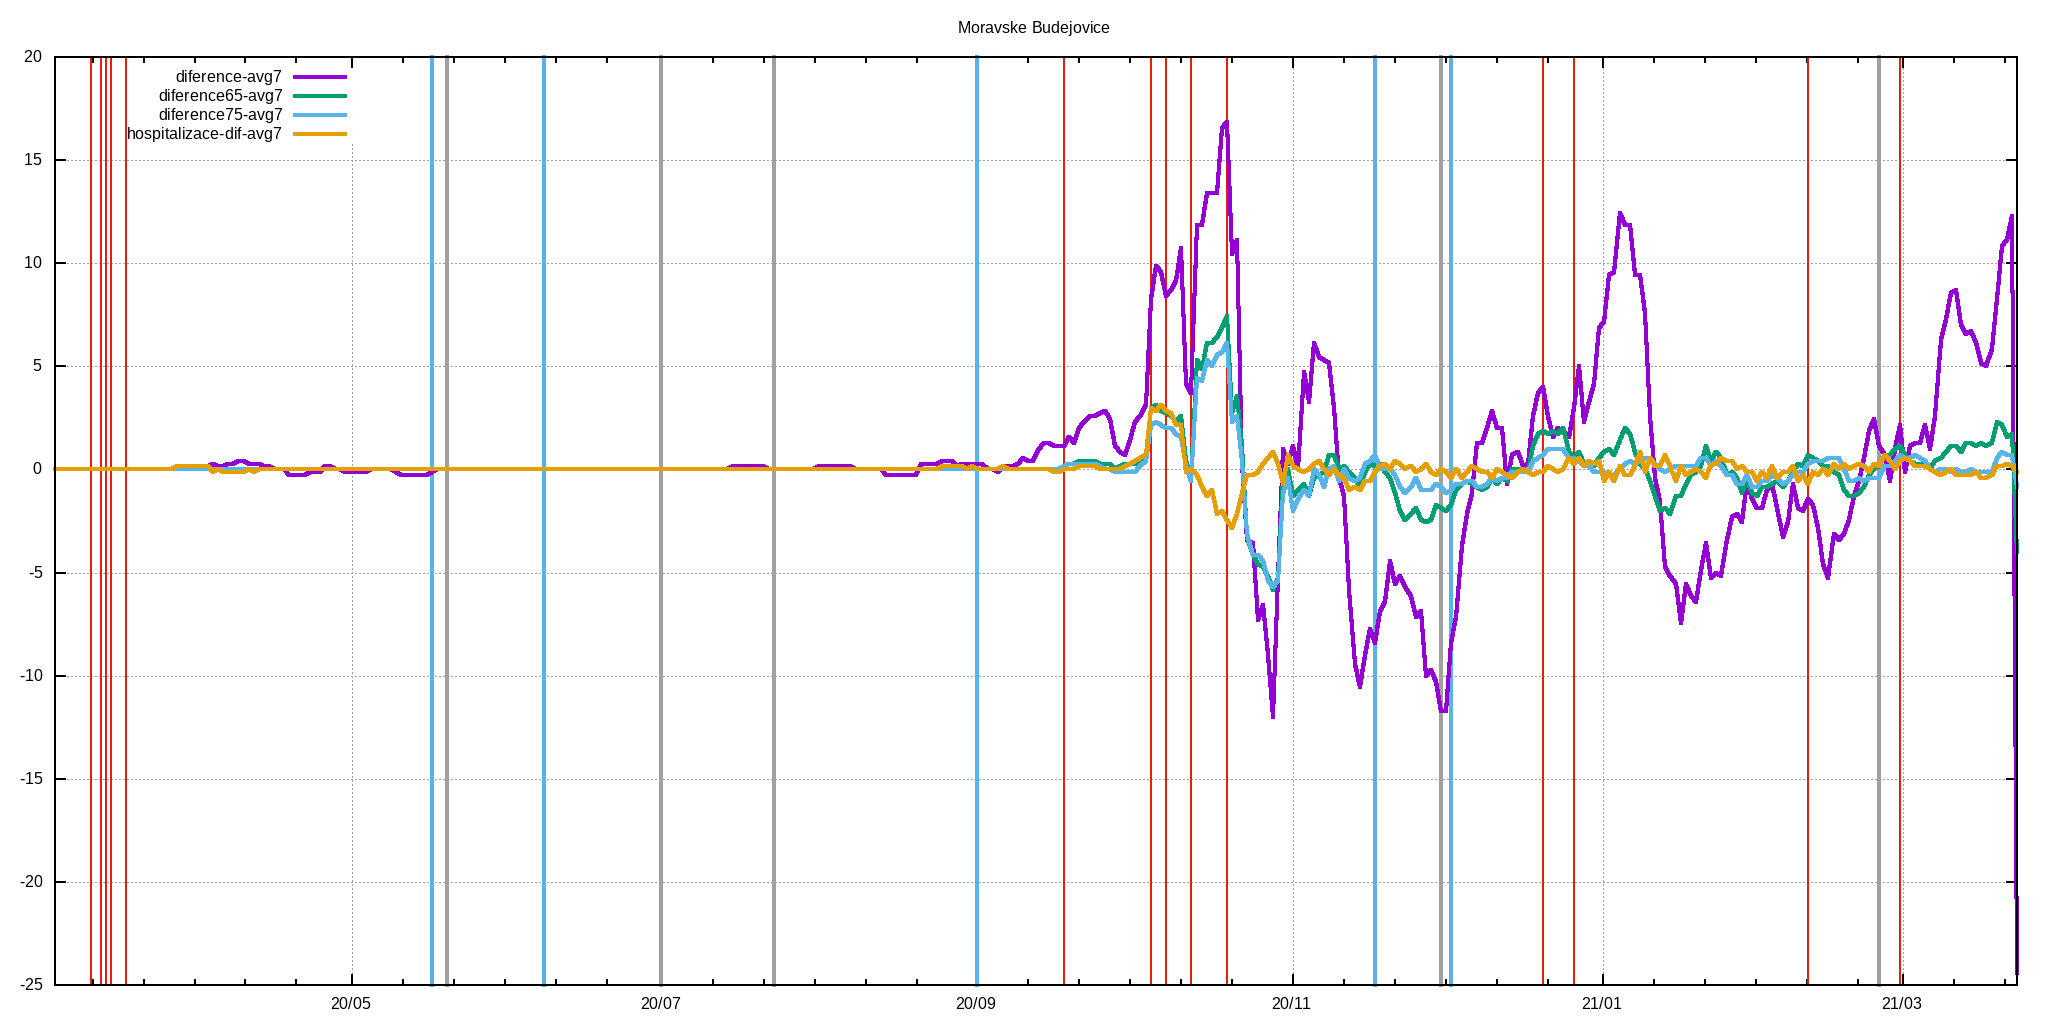 Moravske Budejovice
diference-avg7
diference65-avg7
diference75-avg7
hospitalizace-dif-avg7
20
15
10
5
0
-5
-10
-15
-20
-25
20/05 20/07 20/09 20/11 21/01 21/03